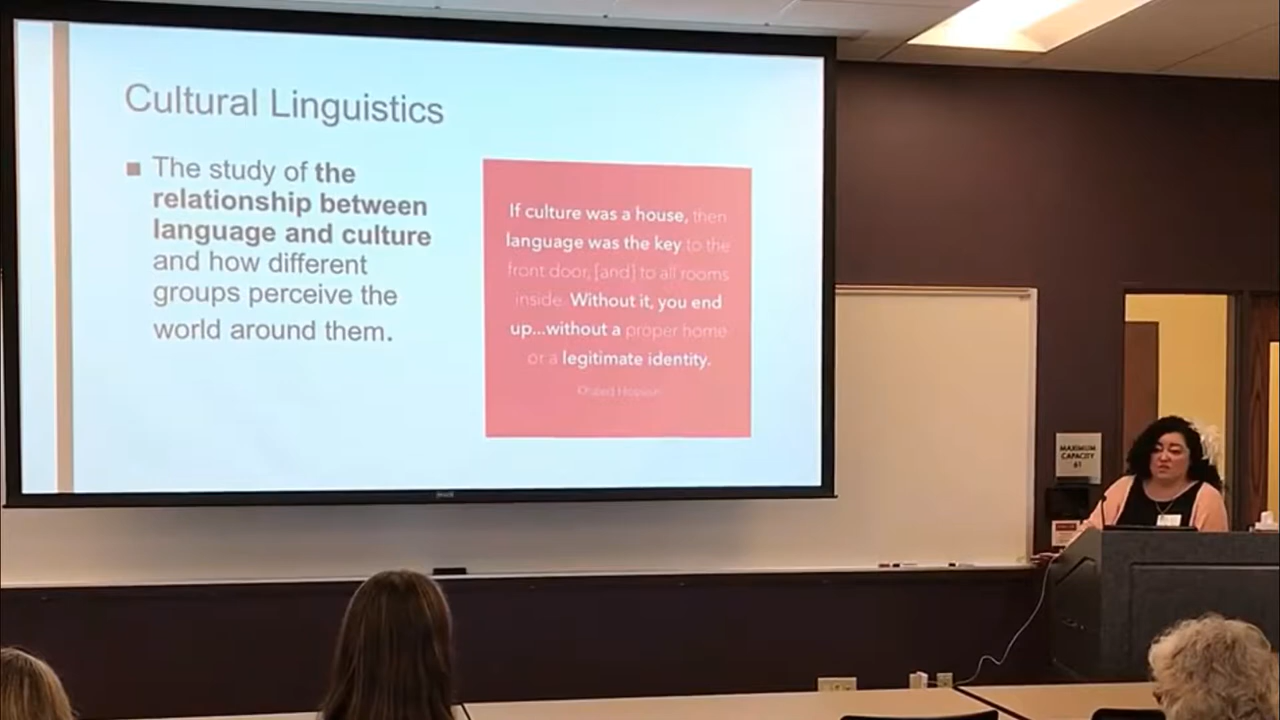 Cultural Linguistics
■ The study of the
relationship between
language and culture
and how different
groups perceive the
world around them.
If culture was a house, then
language was the key to the
front door, [and] to all rooms
inside. Without it, you end
up...without a proper home
or a legitimate identity.
MAXIMUM
CAPACITY
61